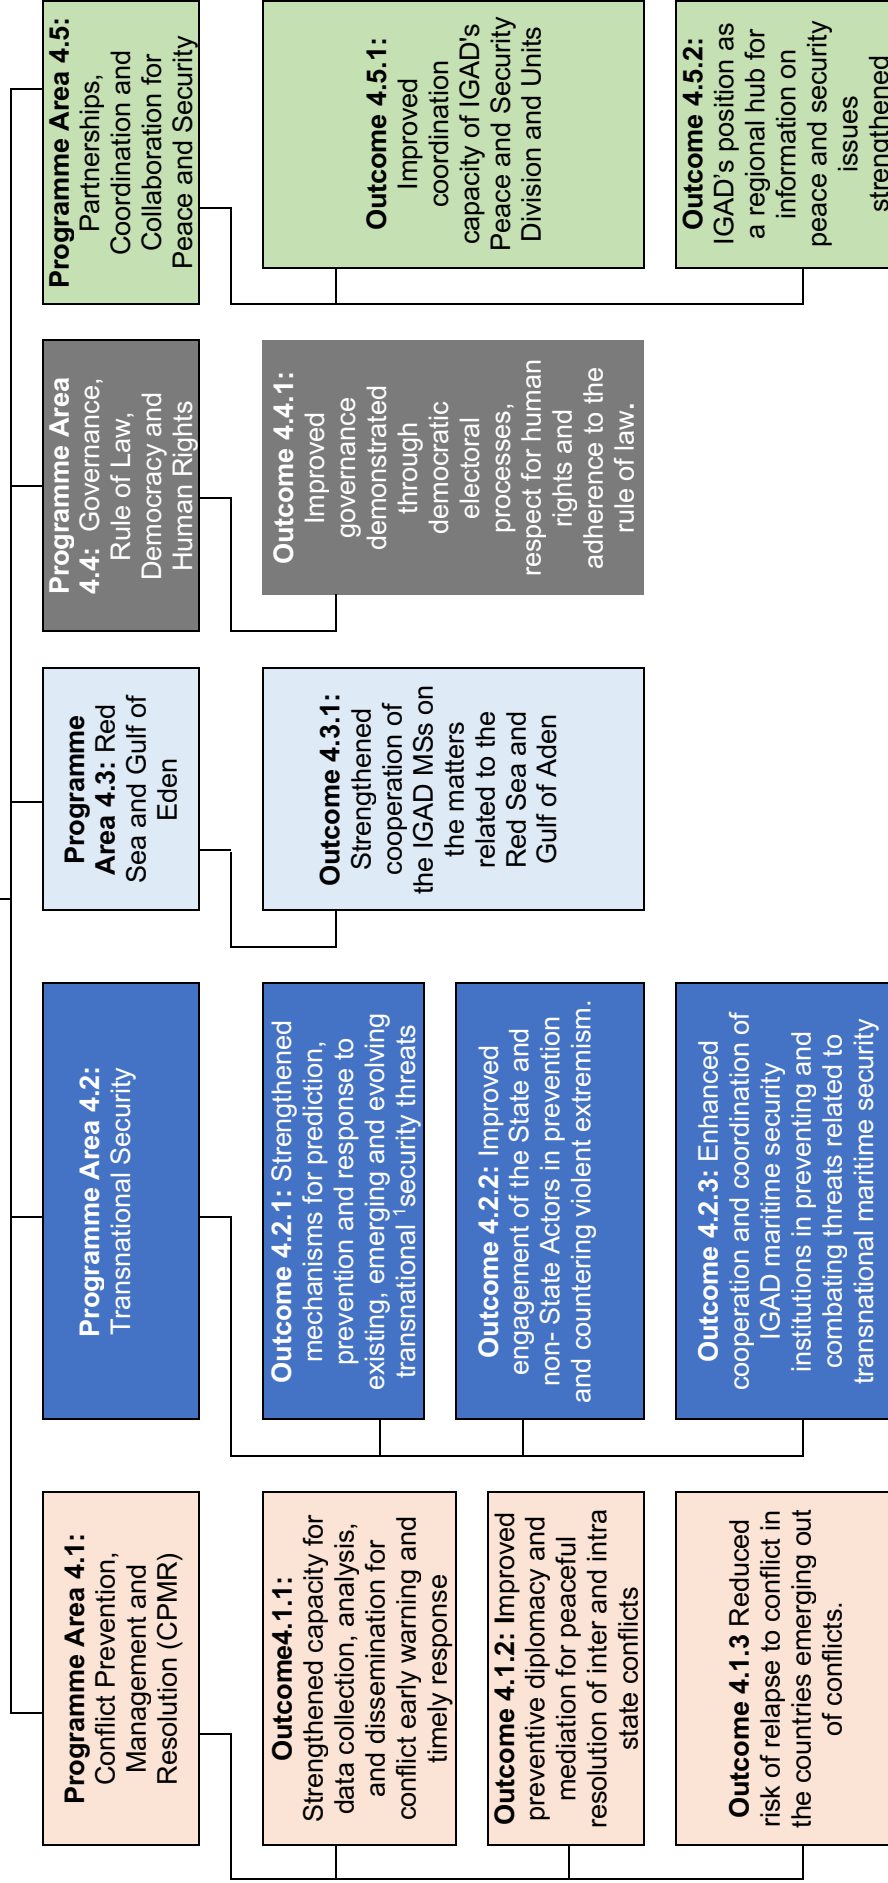 Programme Area 4.1:
Conflict Prevention,
Management and
Resolution (CPMR)
Outcome4.1.1:
Strengthened capacity for
data collection, analysis,
and dissemination for
conflict early warning and
timely response
Outcome 4.1.2: Improved
preventive diplomacy and
mediation for peaceful
resolution of inter and intra
state conflicts
Outcome 4.1.3 Reduced
risk of relapse to conflict in
the countries emerging out
of conflicts.
Programme Area 4.2:
Transnational Security
Outcome 4.2.1: Strengthened
mechanisms for prediction,
prevention and response to
existing, emerging and evolving
transnational ¹security threats
Outcome 4.2.2: Improved
engagement of the State and
non- State Actors in prevention
and countering violent extremism.
Outcome 4.2.3: Enhanced
cooperation and coordination of
IGAD maritime security
institutions in preventing and
combating threats related to
transnational maritime security
Programme
Area 4.3: Red
Sea and Gulf of
Eden
Outcome 4.3.1:
Strengthened
cooperation of
the IGAD MSs on
the matters
related to the
Red Sea and
Gulf of Aden
Programme Area
4.4: Governance,
Rule of Law,
Democracy and
Human Rights
Outcome 4.4.1:
Improved
governance
demonstrated
through
democratic
electoral
processes,
respect for human
rights and
adherence to the
rule of law.
Programme Area 4.5:
Partnerships,
Coordination and
Collaboration for
Peace and Security
Outcome 4.5.1:
Improved
coordination
capacity of IGAD's
Peace and Security
Division and Units
Outcome 4.5.2:
IGAD's position as
a regional hub for
information on
peace and security
issues
strengthened